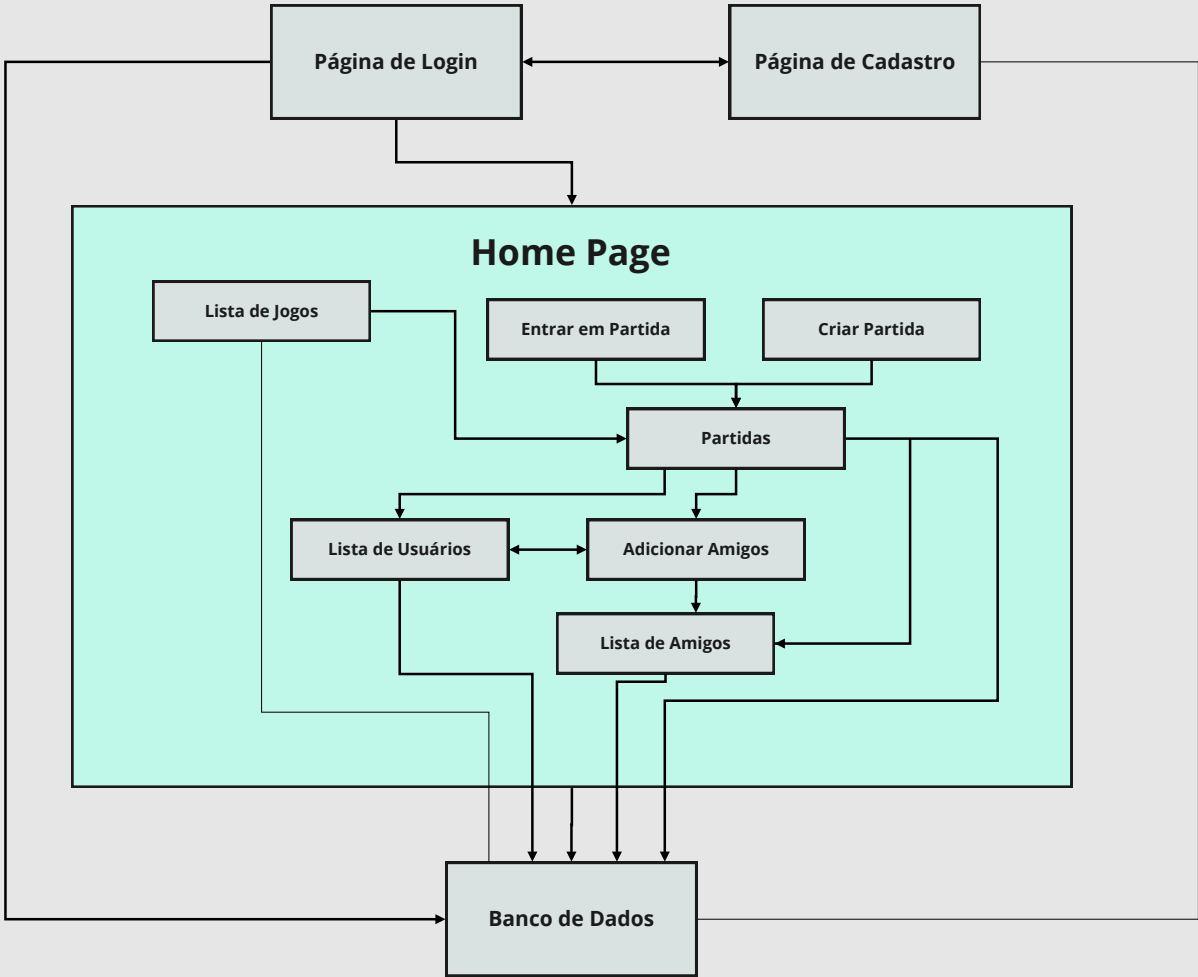 Página de Login
Página de Cadastro
Home Page
Lista de Jogos
Entrar em Partida
Criar Partida
Partidas
Lista de Usuários
Adicionar Amigos
Lista de Amigos
Banco de Dados